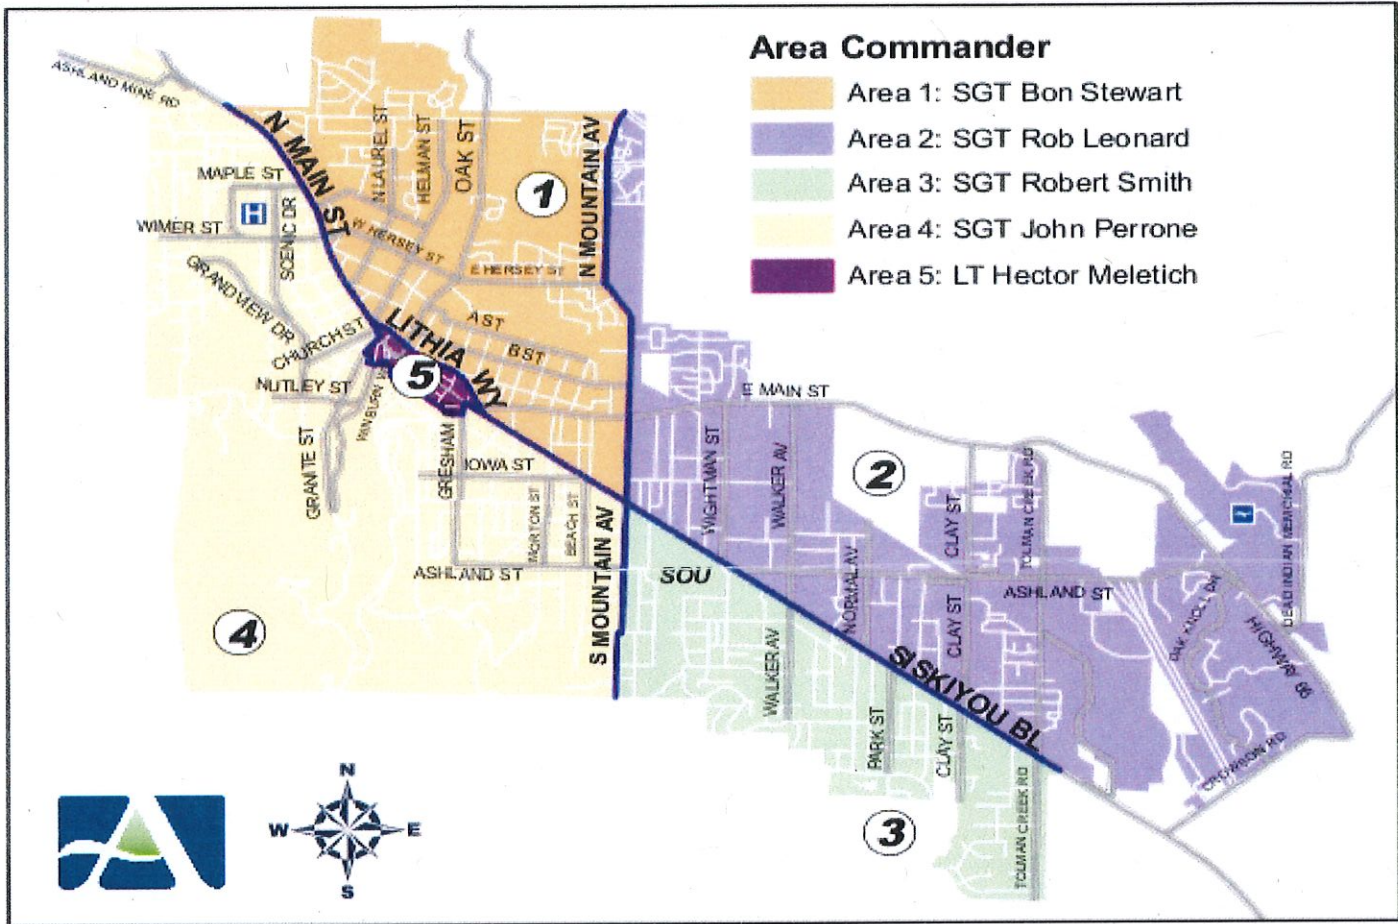 Area Commander
Area 1: SGT Bon Stewart
Area 2: SGT Rob Leonard
Area 3: SGT Robert Smith
Area 4: SGT John Perrone
Area 5: LT Hector Meletich
ASHLAND MINE RD
N MAIN ST
N LAUREL ST
HELMAN ST
OAK ST
1
N MOUNTAIN AV
MAPLE ST
H
WIMER ST
SCENIC DR
W HERSEY ST
E HERSEY ST
GRANDVIEW DR
CHURCH ST
LITHIA WY
A ST
B ST
5
NUTLEY ST
WINBURN
E MAIN ST
GRANITE ST
GRESHAM
IOWA ST
MORTON ST
BEACH ST
S MOUNTAIN AV
WIGHTMAN ST
WALKER AV
2
CLAY ST
TOLMAN CREEK RD
DEAD INDIAN MEMORIAL RD
ASHLAND ST
SOU
NORMAL AV
ASHLAND ST
OAK KNOLL DR
HIGHWAY 66
4
WALKER AV
CLAY ST
SISKIYOU BL
PARK ST
CLAY ST
CROWSON RD
TOLMAN CREEK RD
3
N
W E
S